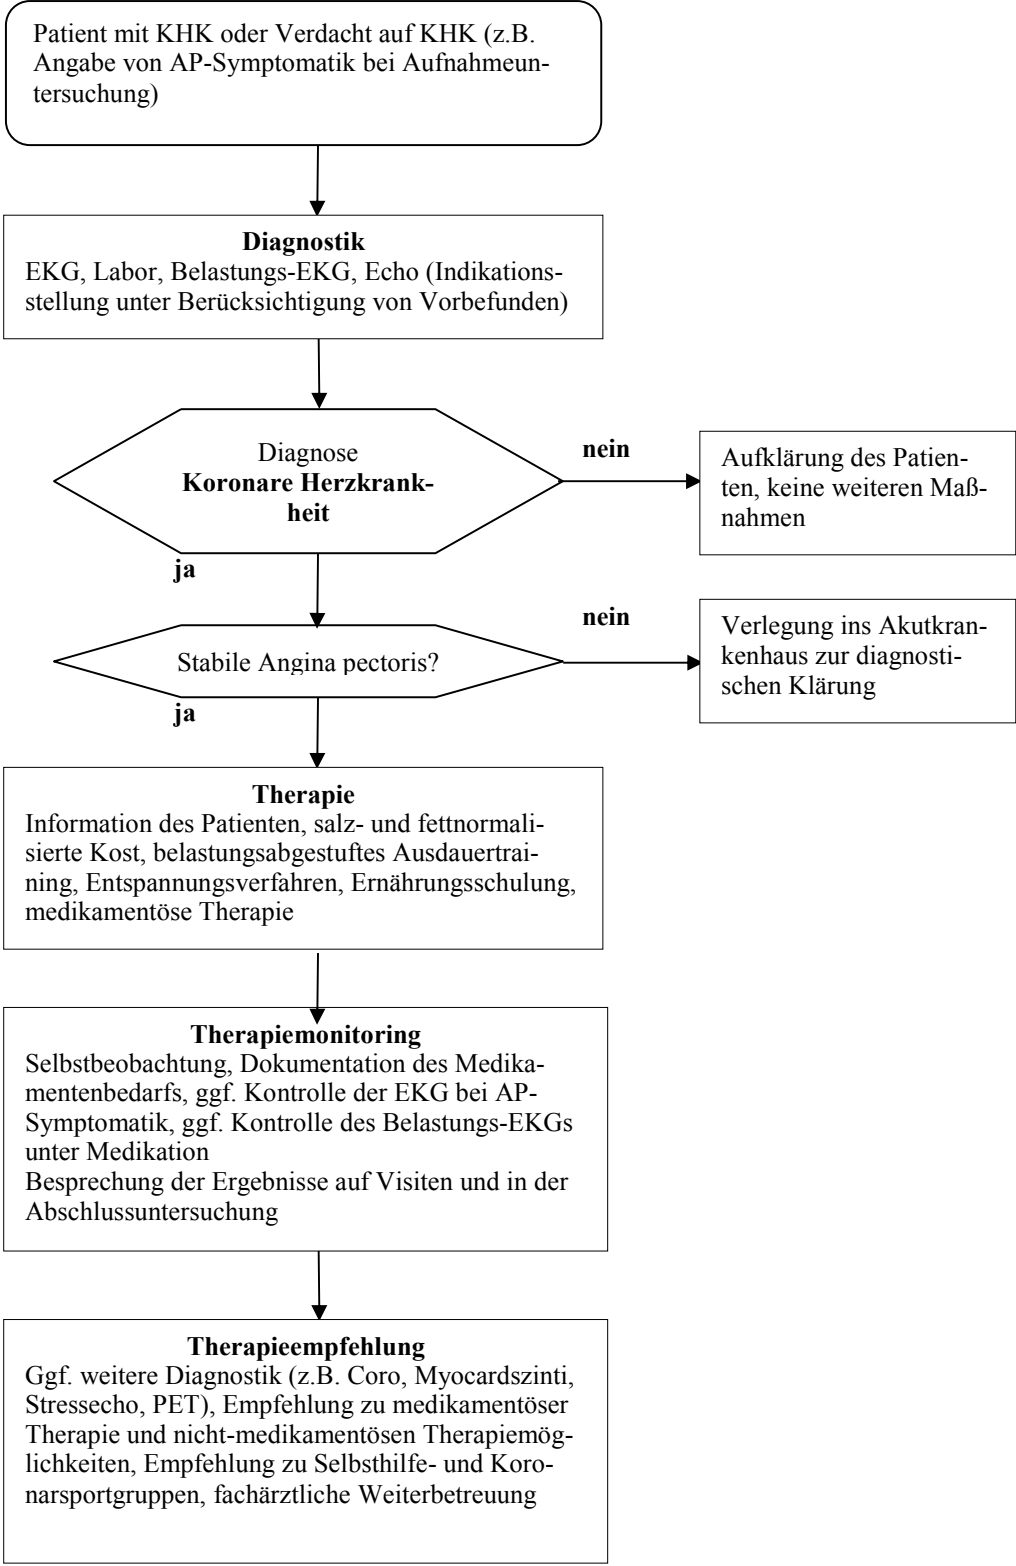 Patient mit KHK oder Verdacht auf KHK (z.B.
Angabe von AP-Symptomatik bei Aufnahmeun-
tersuchung)
Diagnostik
EKG, Labor, Belastungs-EKG, Echo (Indikations-
stellung unter Berücksichtigung von Vorbefunden)
Diagnose
Koronare Herzkrank-
heit
nein
Aufklärung des Patien-
ten, keine weiteren Maß-
nahmen
ja
Stabile Angina pectoris?
nein
Verlegung ins Akutkran-
kenhaus zur diagnosti-
schen Klärung
ja
Therapie
Information des Patienten, salz- und fettnormali-
sierte Kost, belastungsabgestuftes Ausdauertrai-
ning, Entspannungsverfahren, Ernährungsschulung,
medikamentöse Therapie
Therapiemonitoring
Selbstbeobachtung, Dokumentation des Medika-
mentenbedarfs, ggf. Kontrolle der EKG bei AP-
Symptomatik, ggf. Kontrolle des Belastungs-EKGs
unter Medikation
Besprechung der Ergebnisse auf Visiten und in der
Abschlussuntersuchung
Therapieempfehlung
Ggf. weitere Diagnostik (z.B. Coro, Myocardszinti,
Stressecho, PET), Empfehlung zu medikamentöser
Therapie und nicht-medikamentösen Therapiemög-
lichkeiten, Empfehlung zu Selbsthilfe- und Koro-
narsportgruppen, fachärztliche Weiterbetreuung